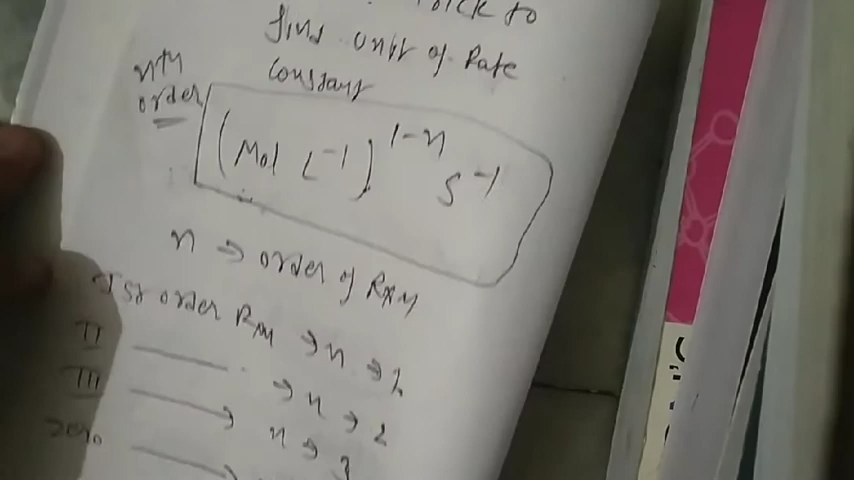 to
find unit of Rate
constant
nth
order
(Mol L⁻¹)¹⁻ⁿ s⁻¹
n → order of RXN
Ist order RXN → n → 1
II → n → 2
III → n → 3
zero